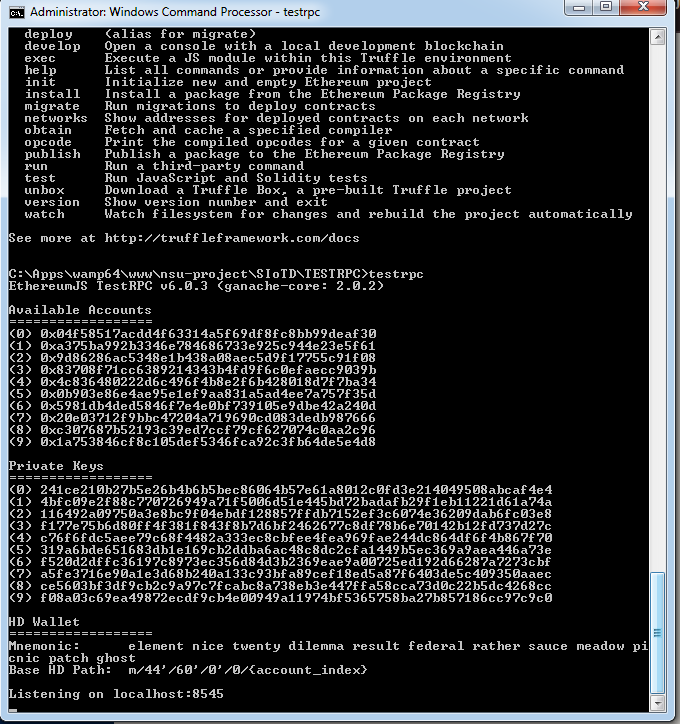 Administrator: Windows Command Processor - testrpc
deploy (alias for migrate)
develop Open a console with a local development blockchain
exec Execute a JS module within this Truffle environment
help List all commands or provide information about a specific command
init Initialize new and empty Ethereum project
install Install a package from the Ethereum Package Registry
migrate Run migrations to deploy contracts
networks Show addresses for deployed contracts on each network
obtain Fetch and cache a specified compiler
opcode Print the compiled opcodes for a given contract
publish Publish a package to the Ethereum Package Registry
run Run a third-party command
test Run JavaScript and Solidity tests
unbox Download a Truffle Box, a pre-built Truffle project
version Show version number and exit
watch Watch filesystem for changes and rebuild the project automatically
See more at http://truffleframework.com/docs
C:\Apps\wamp64\www\nsu-project\SIoTD\TESTRPC>testrpc
EthereumJS TestRPC v6.0.3 (ganache-core: 2.0.2)
Available Accounts
==================
(0) 0x04f58517acdd4f63314a5f69df8fc8bb99deaf30
(1) 0xa375ba992b3346e784686733e925c944e23e5f61
(2) 0x9d86286ac5348e1b438a08aec5d9f17755c91f08
(3) 0x83708f71cc6389214343b4fd9f6c0efaecc9039b
(4) 0x4c836480222d6c496f4b8e2f6b428018d7f7ba34
(5) 0x0b903e86e4ae95e1ef9aa831a5ad4ee7a757f35d
(6) 0x5981db4ded5846f7e4e0bf739105e9dbe42a240d
(7) 0x20e03712f9bbc47204a719690cd083dedb987666
(8) 0xc307687b52193c39ed7ccf79cf627074c0aa2c96
(9) 0x1a753846cf8c105def5346fca92c3fb64de5e4d8
Private Keys
==================
(0) 241ce210b27b5e26b4b6b5bec86064b57e61a8012c0fd3e214049508abcaf4e4
(1) 4bfc09e2f88c770726949a71f5006d51e445bd72badafb29f1eb11221d61a74a
(2) 116492a09750a3e8bc9f04ebdf128857ffdb7152ef3c6074e36209dab6fc03e8
(3) f177e75b6d80ff4f381f843f8b7d6bf2462677c8df78b6e70142b12fd737d27c
(4) c76f6fdc5aee79c68f4482a333ec8cbfee4fea969fae244dc864df6f4b867f70
(5) 319a6bde651683db1e169cb2ddba6ac48c8dc2cfa1449b5ec369a9aea446a73e
(6) f520d2dffc36197c8973ec356d84d3b2369eae9a00725ed192d66287a7273cbf
(7) a5fe3716e90a1e3d68b240a133c93bfa89cef18ed5a87f6403de5c409350aaec
(8) ce5603bf3df9cb2c9a97c7fcabc8a738eb3e447ffa58cca73d0c22b5dc4268cc
(9) f08a03c69ea49872ecdf9cb4e00949a11974bf5365758ba27b857186cc97c9c0
HD Wallet
==================
Mnemonic: element nice twenty dilemma result federal rather sauce meadow pi
cnic patch ghost
Base HD Path: m/44'/60'/0'/0/{account_index}
Listening on localhost:8545